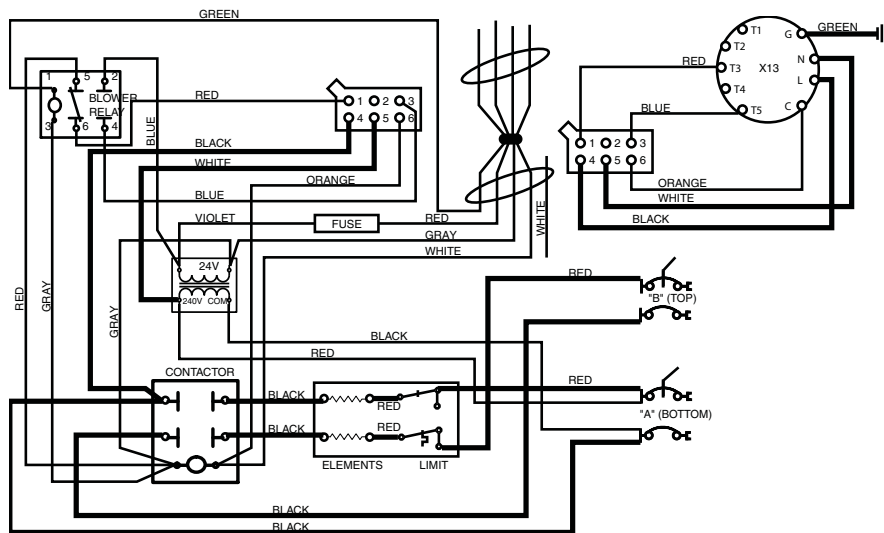 GREEN
1 5 2
BLOWER
RELAY
3 6 4
RED
1 2 3
4 5 6
BLUE
BLACK
WHITE
ORANGE
BLUE
VIOLET
FUSE
RED
GRAY
WHITE
WHITE
24V
240V COM
RED
GRAY
GRAY
BLACK
RED
CONTACTOR
BLACK
RED
BLACK
RED
ELEMENTS
LIMIT
BLACK
BLACK
T1
T2
T3
T4
T5
X13
G
N
L
C
GREEN
RED
BLUE
1 2 3
4 5 6
ORANGE
WHITE
BLACK
RED
"B" (TOP)
RED
"A" (BOTTOM)